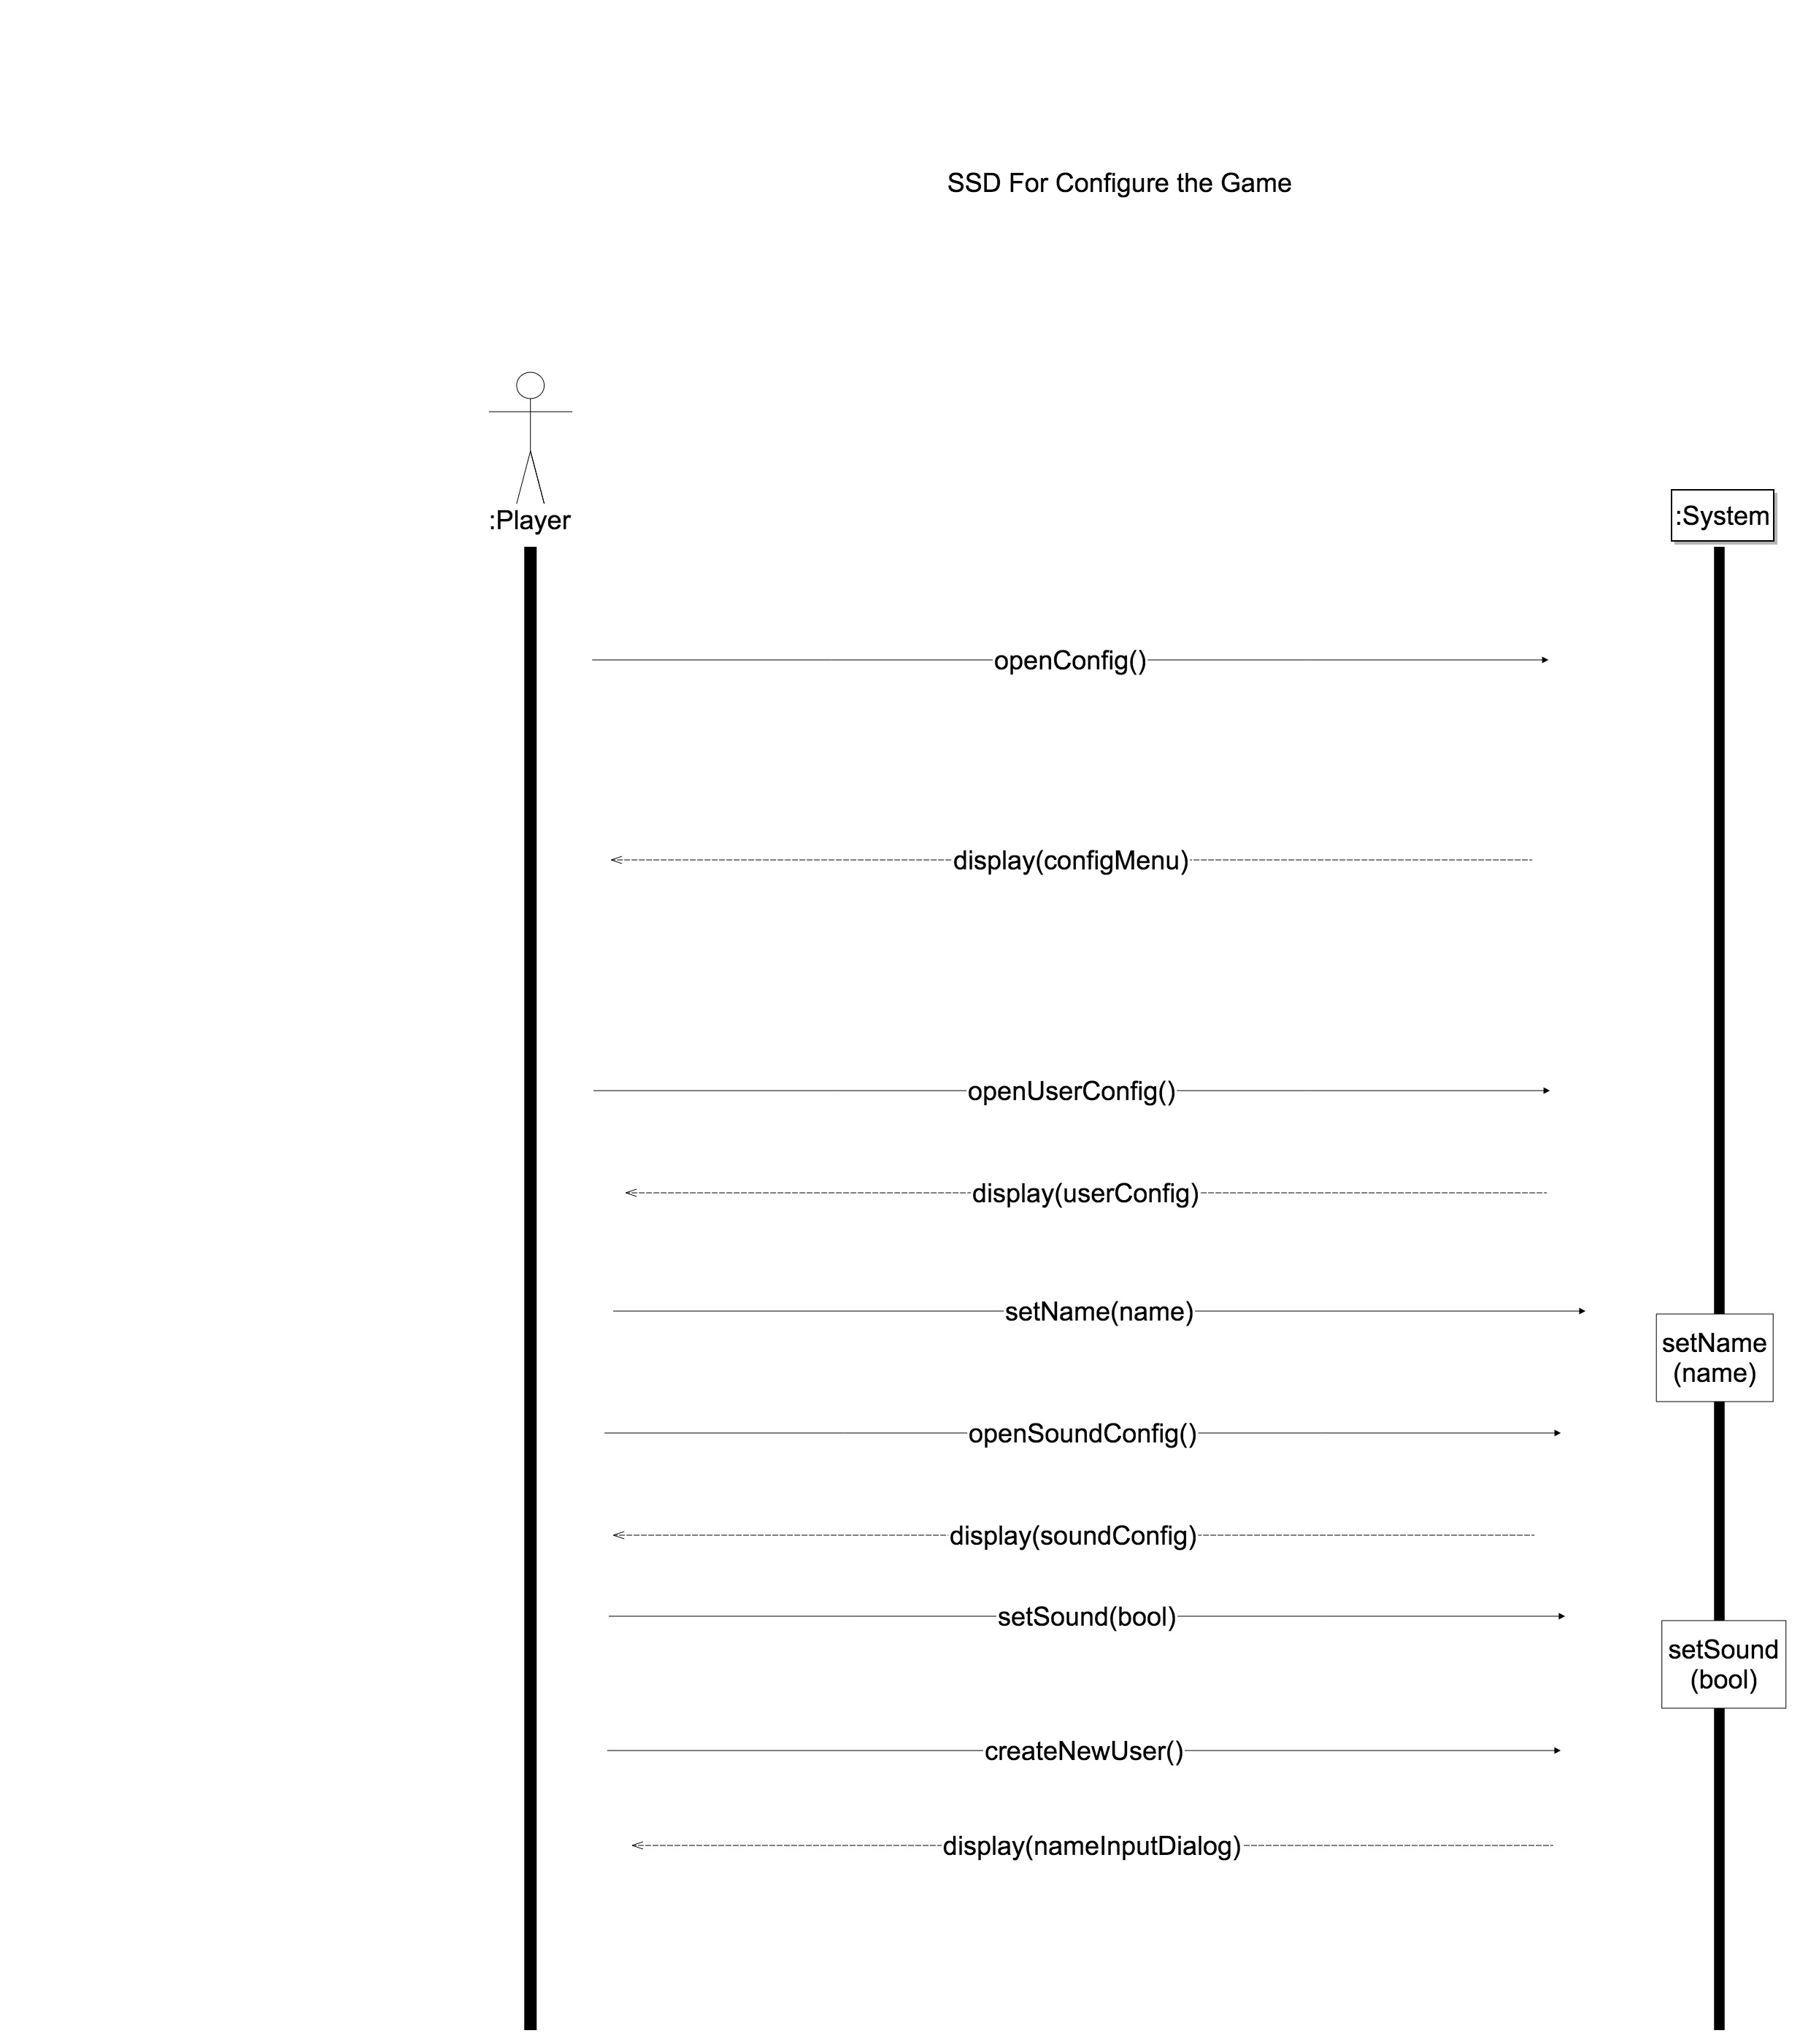 SSD For Configure the Game
:Player
:System
openConfig()
display(configMenu)
openUserConfig()
display(userConfig)
setName(name)
setName
(name)
openSoundConfig()
display(soundConfig)
setSound(bool)
setSound
(bool)
createNewUser()
display(nameInputDialog)